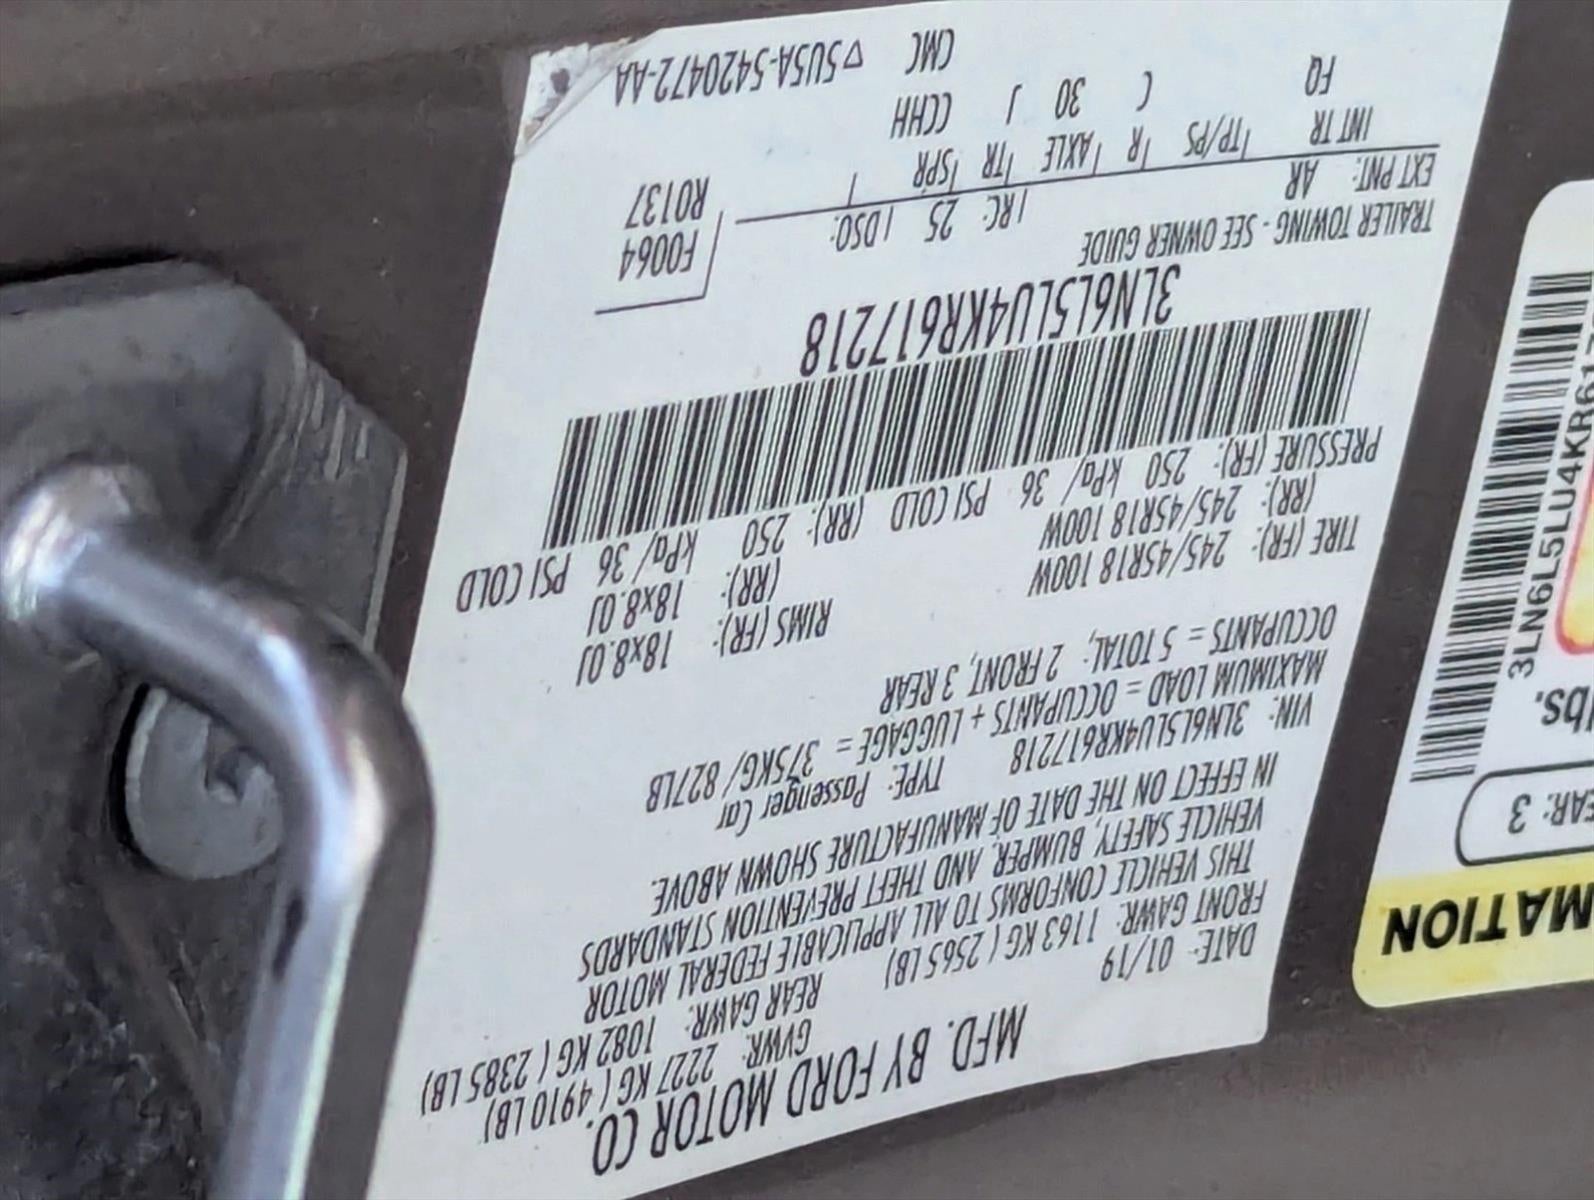 MFD. BY FORD MOTOR CO.
DATE: 01/19 GVWR: 2227 KG ( 4910 LB)
FRONT GAWR: 1163 KG ( 2565 LB) REAR GAWR: 1082 KG ( 2385 LB)
THIS VEHICLE CONFORMS TO ALL APPLICABLE FEDERAL MOTOR
VEHICLE SAFETY, BUMPER, AND THEFT PREVENTION STANDARDS
IN EFFECT ON THE DATE OF MANUFACTURE SHOWN ABOVE.
VIN: 3LN6L5LU4KR617218 TYPE: Passenger Car
MAXIMUM LOAD = OCCUPANTS + LUGGAGE = 375KG/ 827LB
OCCUPANTS = 5 TOTAL; 2 FRONT, 3 REAR
TIRE (FR): 245/45R18 100W RIMS (FR): 18x8.0J
(RR): 245/45R18 100W (RR): 18x8.0J
PRESSURE (FR): 250 kPa/ 36 PSI COLD (RR): 250 kPa/ 36 PSI COLD
3LN6L5LU4KR617218
TRAILER TOWING - SEE OWNER GUIDE
F0064
EXT PNT: AR RC: 25 DSO:
R0137
INT TR TP/PS R AXLE TR SPR
FQ C 30 J CCHH
CMC ▽5U5A-5420472-AA
MATION
EAR: 3
lbs.
3LN6L5LU4KR617